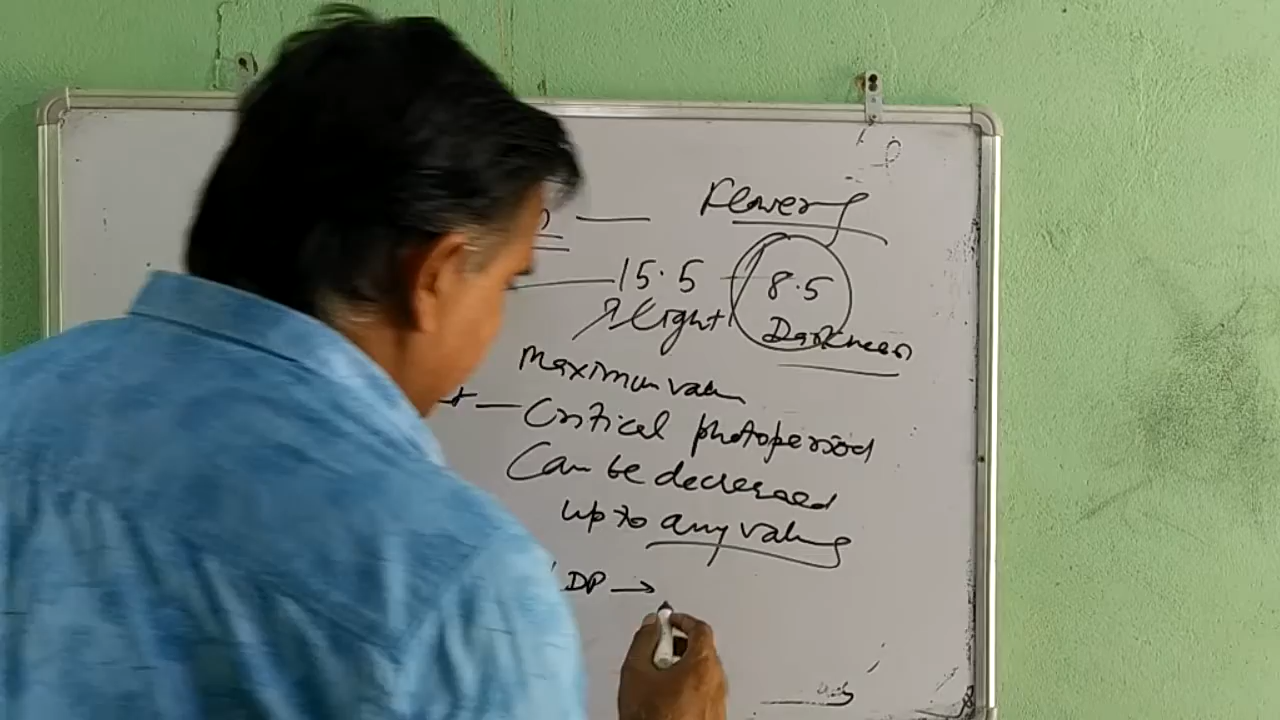 — Flowering
— 15.5 — 8.5
light Darkness
Maximum value
— Critical photoperiod
Can be decreased
up to any value
DP →